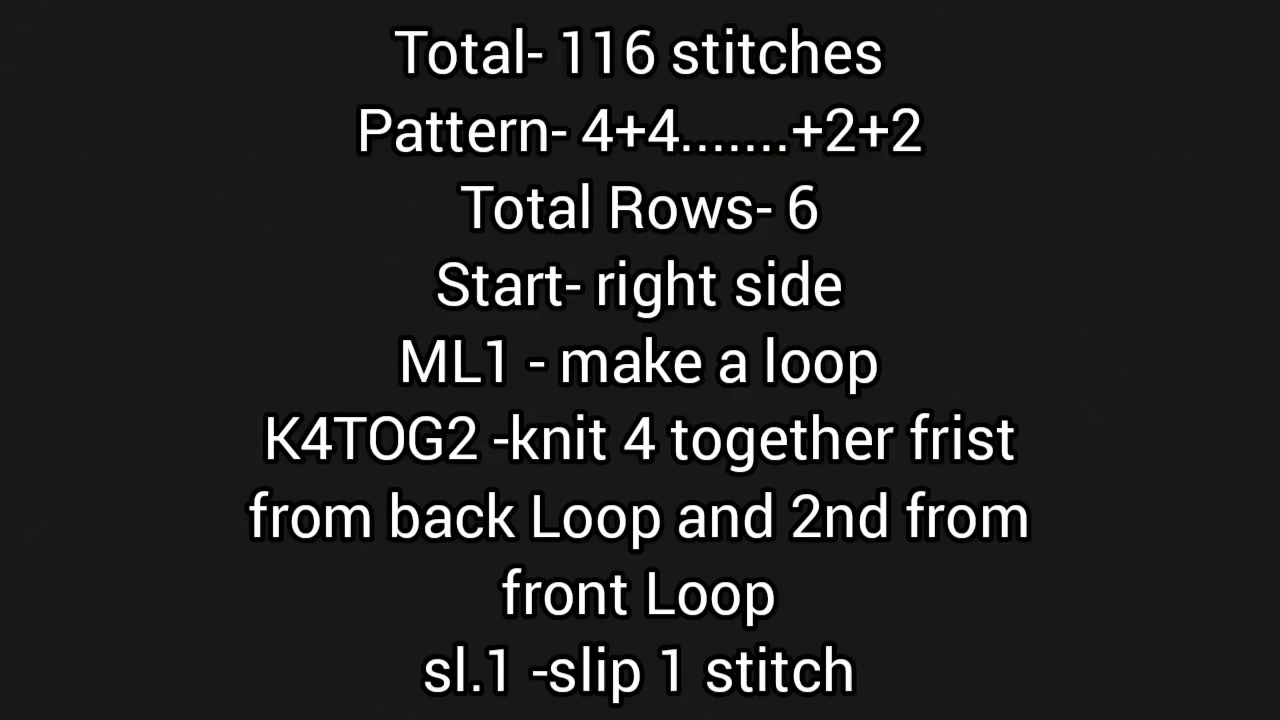 Total- 116 stitches
Pattern- 4+4.......+2+2
Total Rows- 6
Start- right side
ML1 - make a loop
K4TOG2 -knit 4 together frist
from back Loop and 2nd from
front Loop
sl.1 -slip 1 stitch